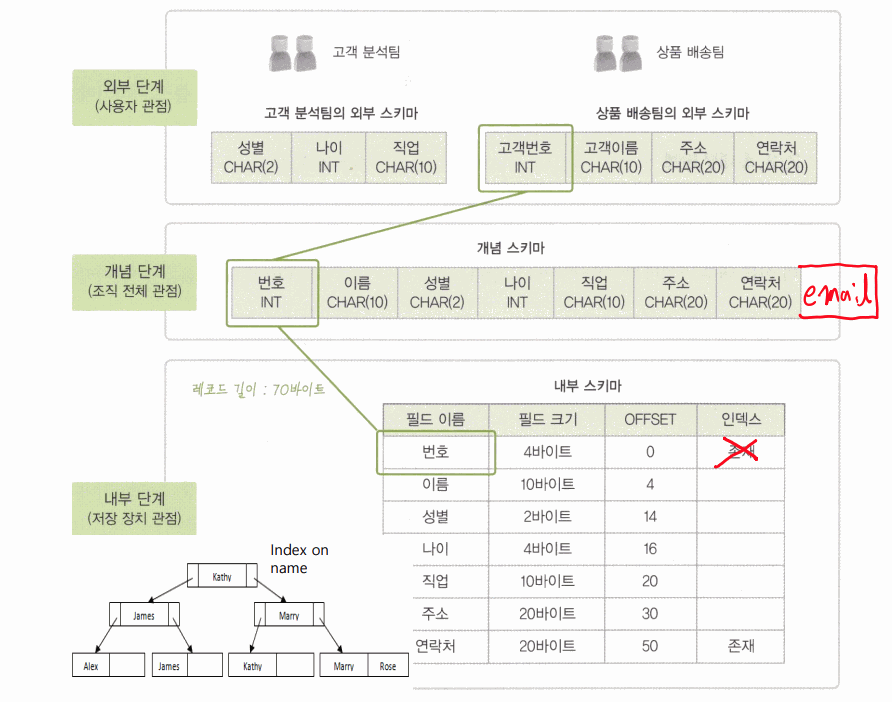 고객 분석팀
상품 배송팀
외부 단계
(사용자 관점)
고객 분석팀의 외부 스키마
상품 배송팀의 외부 스키마
성별 나이 직업
CHAR(2) INT CHAR(10)
고객번호 고객이름 주소 연락처
INT CHAR(10) CHAR(20) CHAR(20)
개념 단계
(조직 전체 관점)
개념 스키마
번호 이름 성별 나이 직업 주소 연락처
INT CHAR(10) CHAR(2) INT CHAR(10) CHAR(20) CHAR(20)
email
레코드 길이 : 70바이트
내부 스키마
필드 이름 필드 크기 OFFSET 인덱스
번호 4바이트 0 존재
이름 10바이트 4
성별 2바이트 14
나이 4바이트 16
직업 10바이트 20
주소 20바이트 30
연락처 20바이트 50 존재
내부 단계
(저장 장치 관점)
Index on
name
Kathy
James
Marry
Alex
James
Kathy
Marry Rose